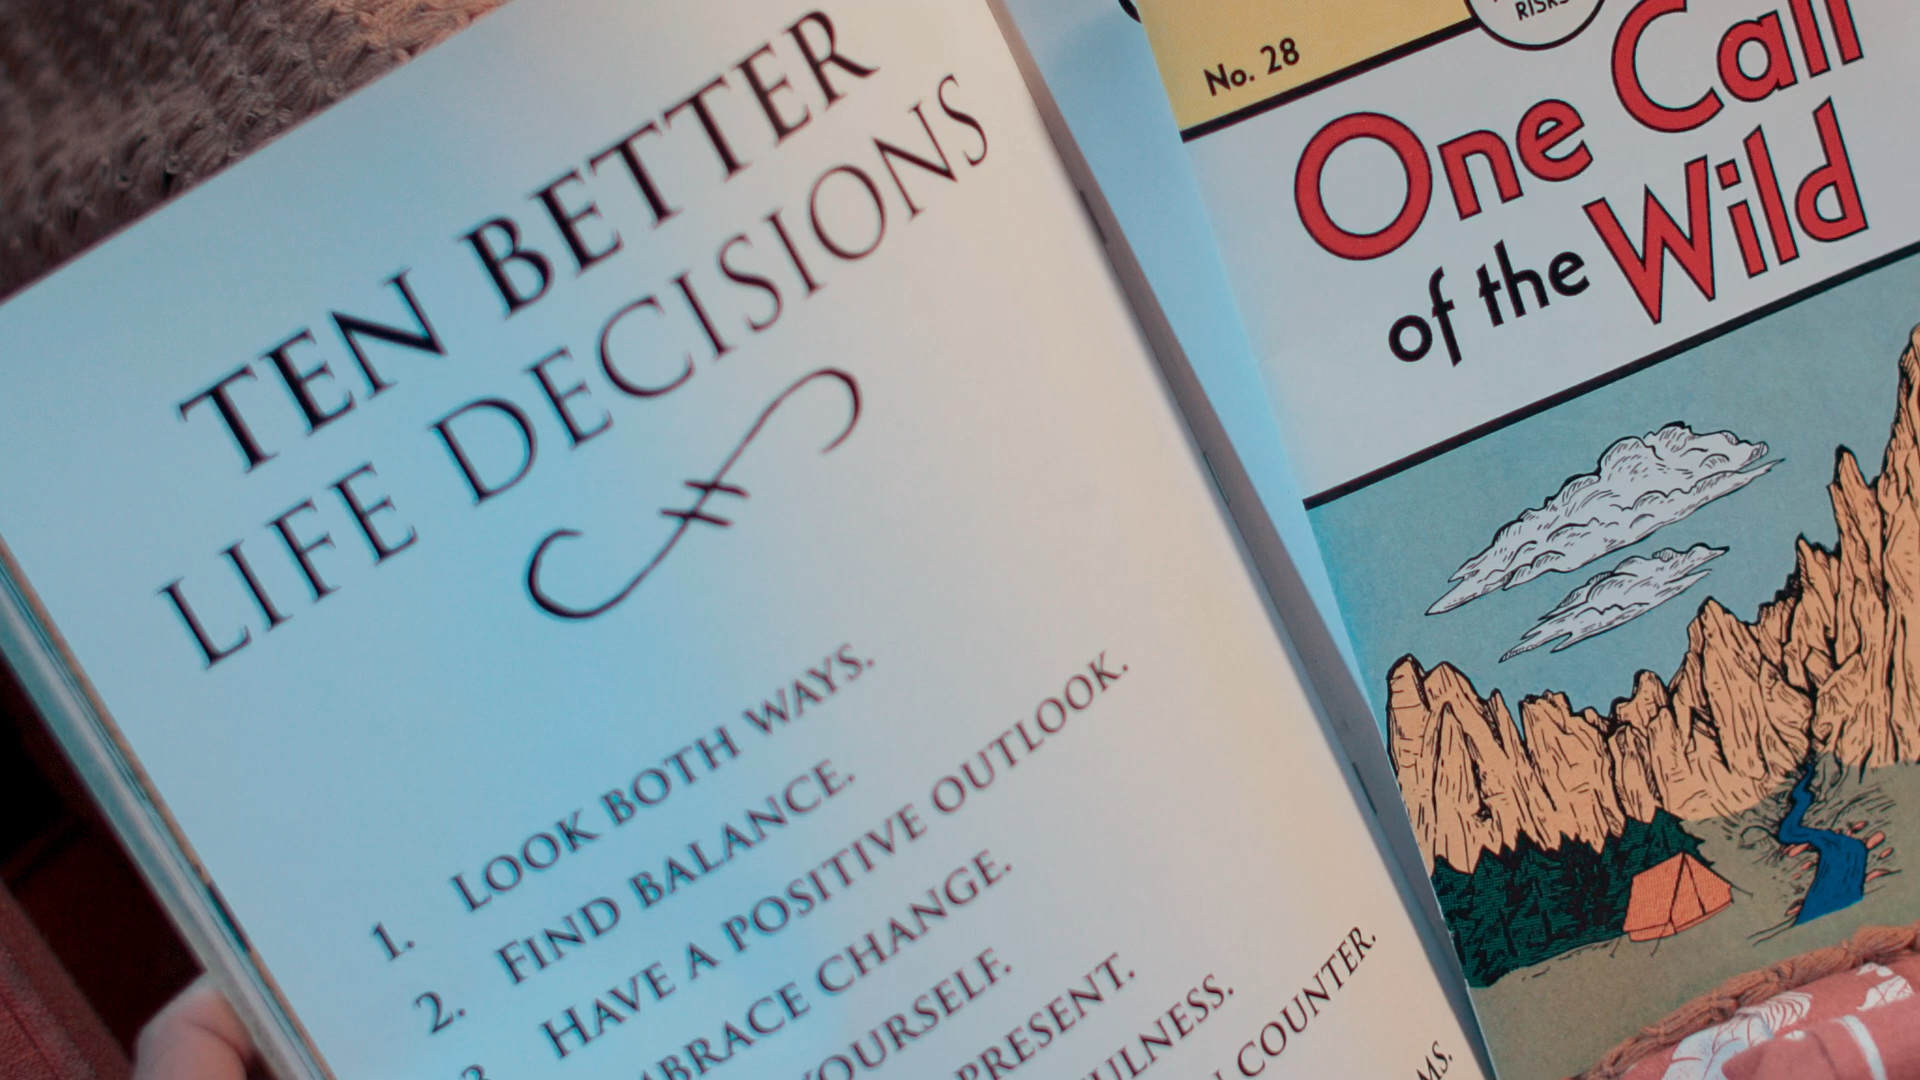 TEN BETTER
LIFE DECISIONS
1. LOOK BOTH WAYS.
2. FIND BALANCE.
HAVE A POSITIVE OUTLOOK.
CHANGE.
YOURSELF.
PRESENT.
COUNTER.
No. 28
One Call
of the Wild